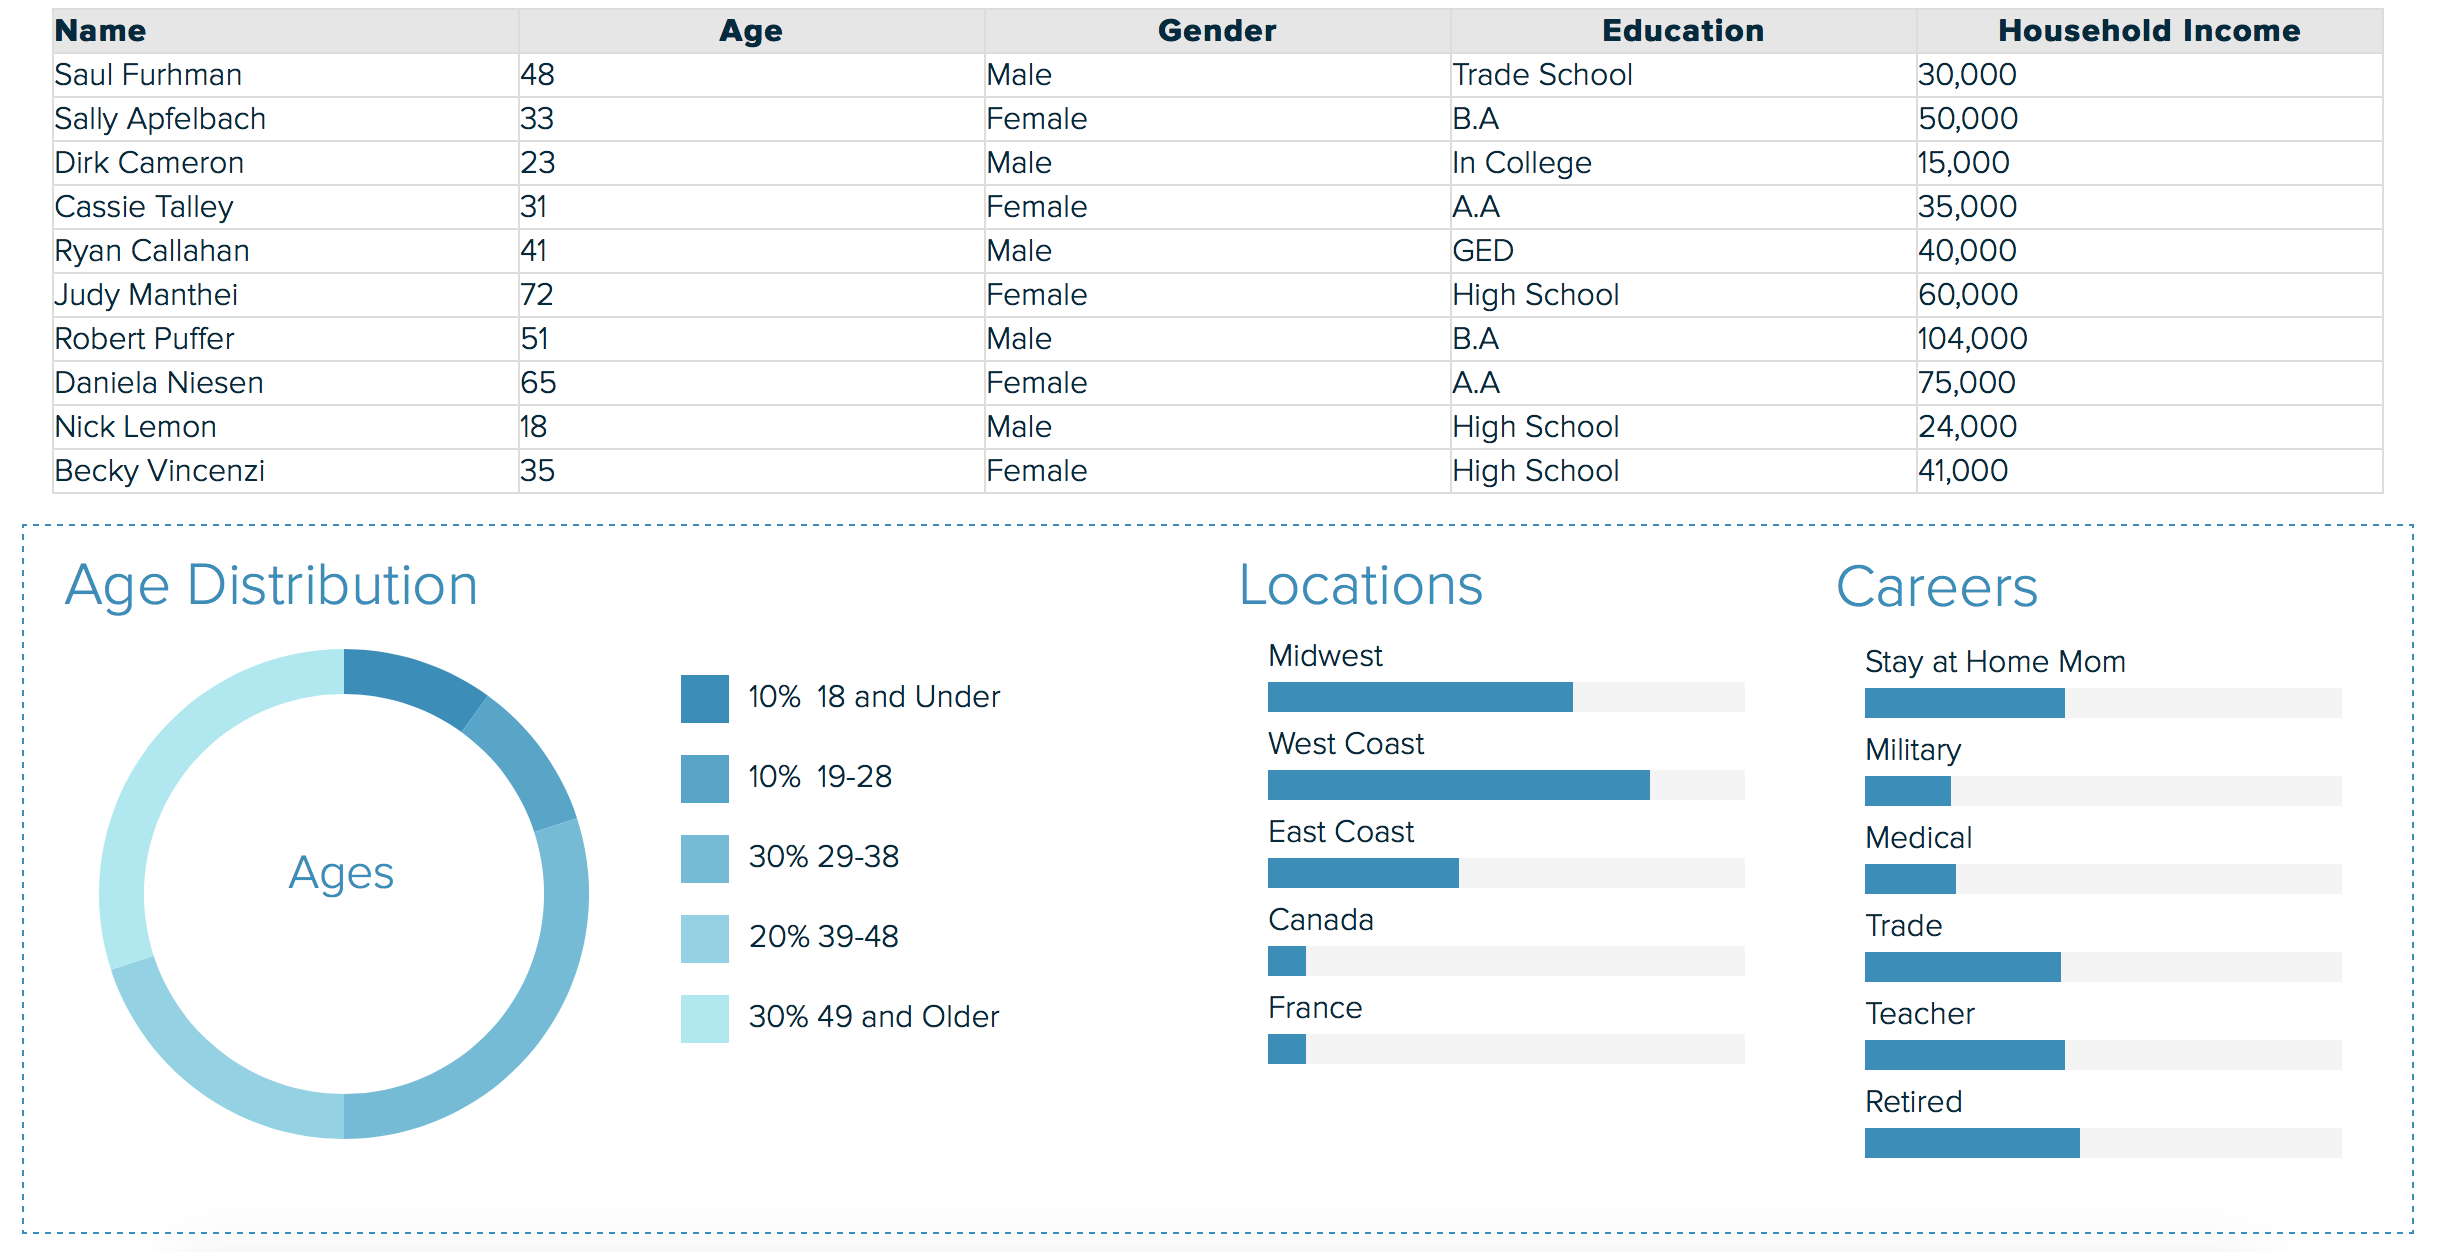 Name Age Gender Education Household Income
Saul Furhman 48 Male Trade School 30,000
Sally Apfelbach 33 Female B.A 50,000
Dirk Cameron 23 Male In College 15,000
Cassie Talley 31 Female A.A 35,000
Ryan Callahan 41 Male GED 40,000
Judy Manthei 72 Female High School 60,000
Robert Puffer 51 Male B.A 104,000
Daniela Niesen 65 Female A.A 75,000
Nick Lemon 18 Male High School 24,000
Becky Vincenzi 35 Female High School 41,000
Age Distribution
Ages
10% 18 and Under
10% 19-28
30% 29-38
20% 39-48
30% 49 and Older
Locations
Midwest
West Coast
East Coast
Canada
France
Careers
Stay at Home Mom
Military
Medical
Trade
Teacher
Retired